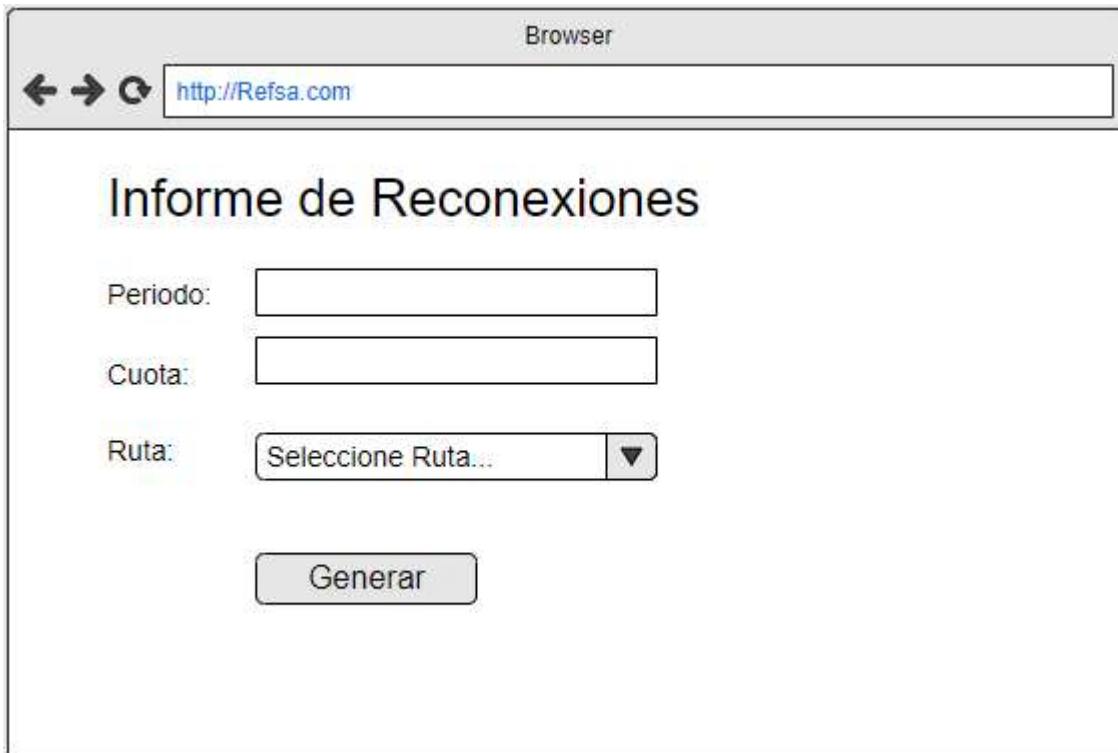 Browser
http://Refsa.com
Informe de Reconexiones
Periodo:
Cuota:
Ruta: Seleccione Ruta...
Generar